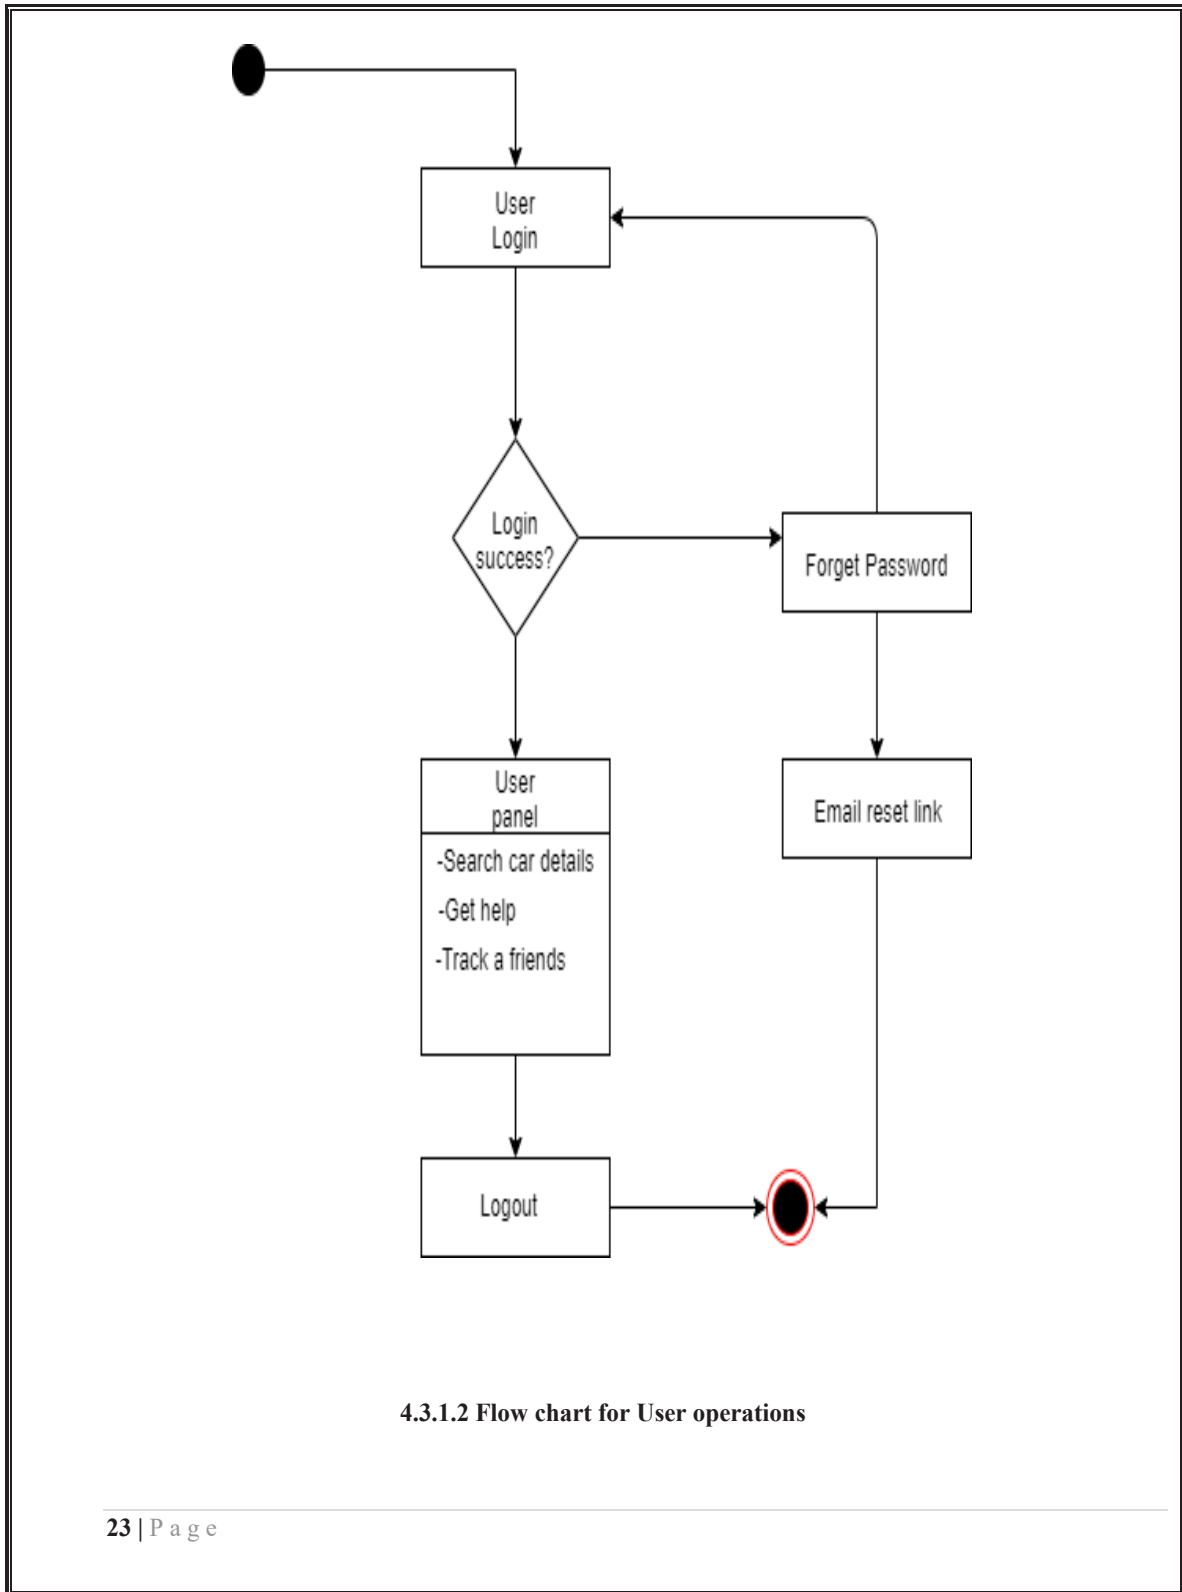 User
Login
Login
success?
Forget Password
User
panel
-Search car details
-Get help
-Track a friends
Email reset link
Logout
4.3.1.2 Flow chart for User operations
23 | P a g e